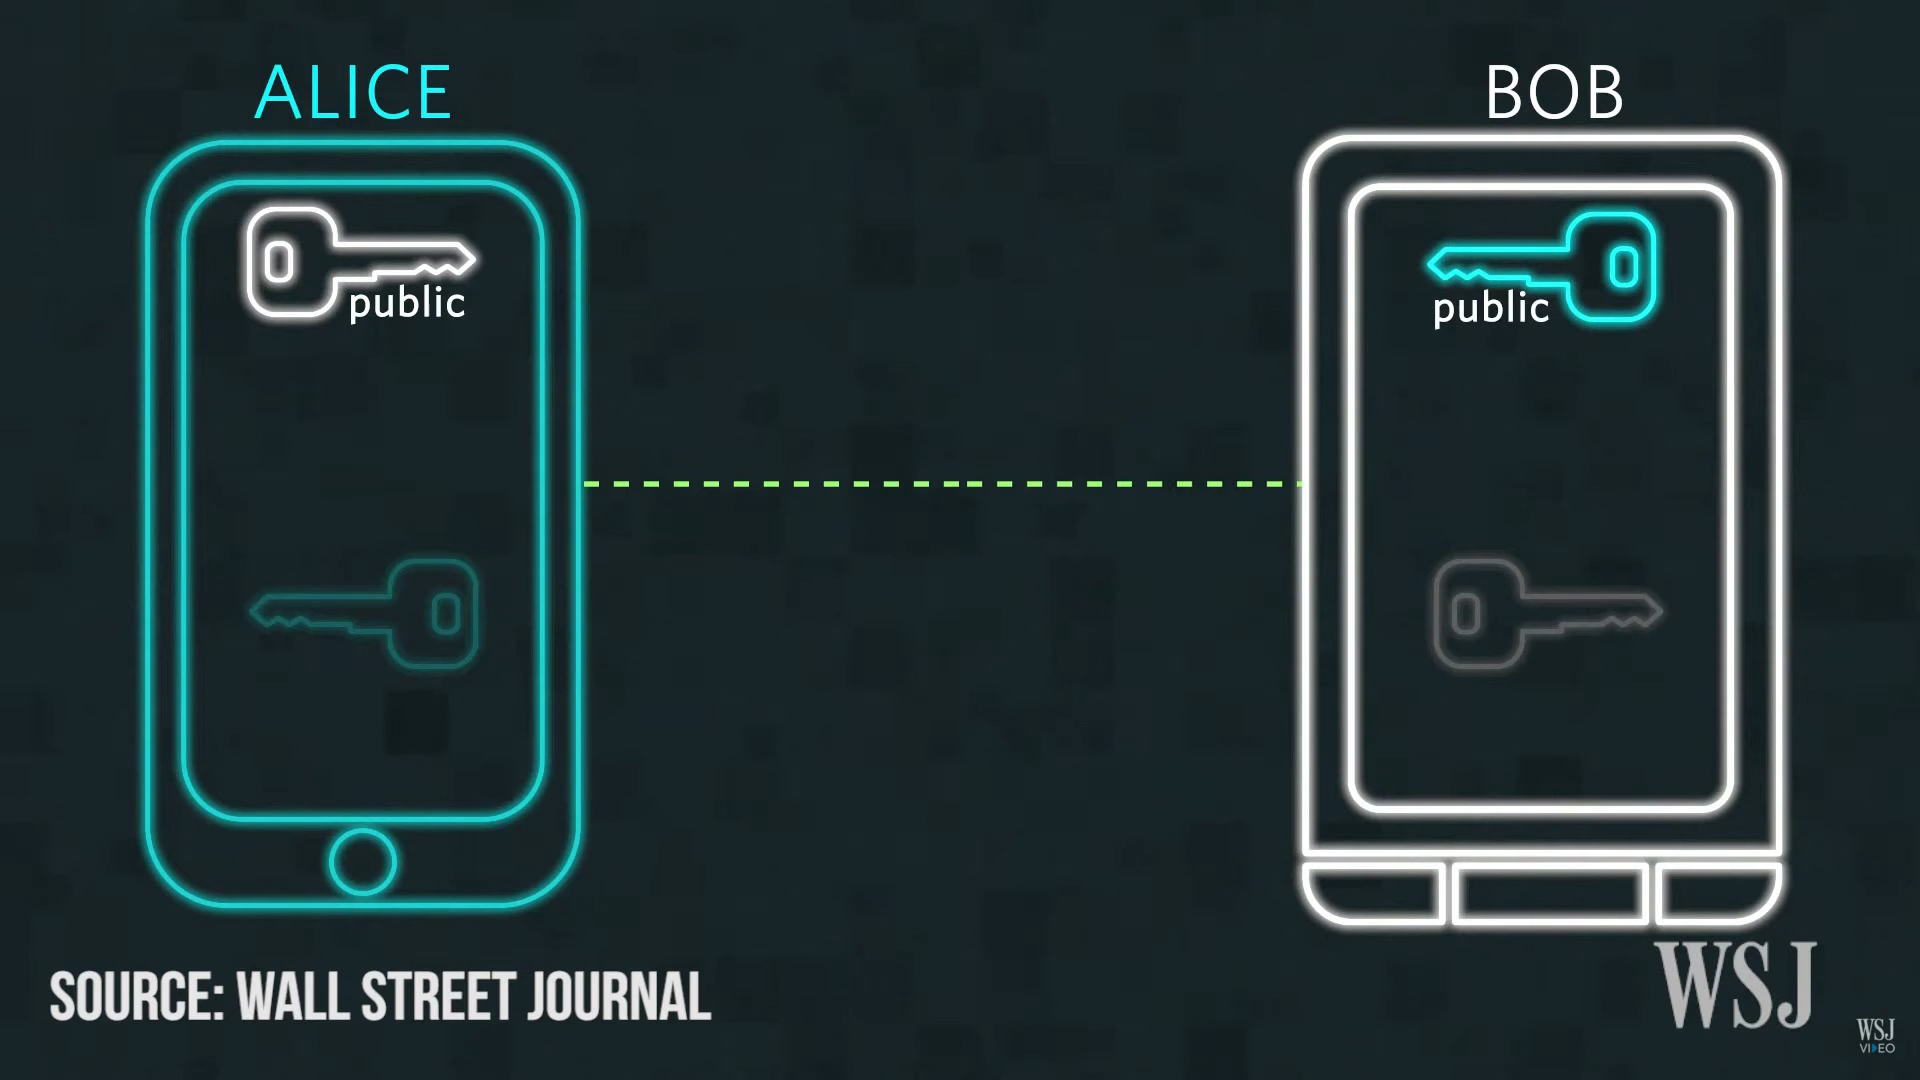 ALICE
BOB
public
public
SOURCE: WALL STREET JOURNAL
WSJ
WSJ
VIDEO